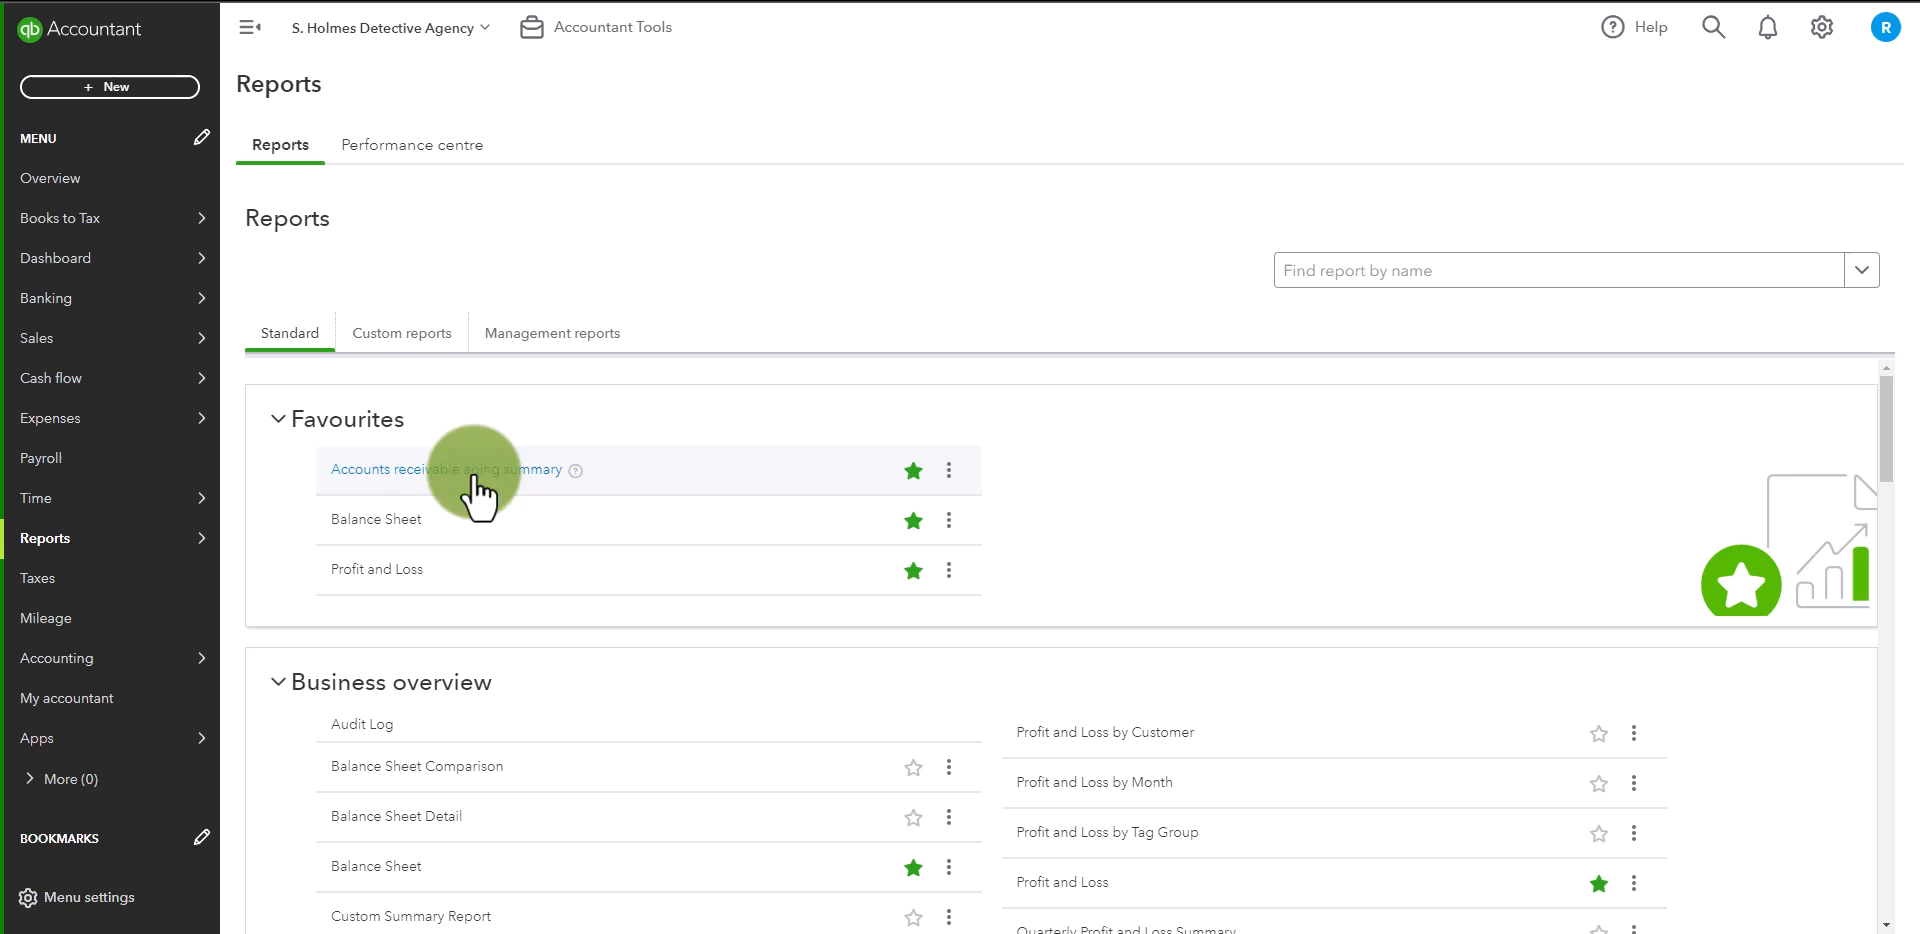 qb Accountant
S. Holmes Detective Agency
Accountant Tools
Help
R
+ New
MENU
Overview
Books to Tax
Dashboard
Banking
Sales
Cash flow
Expenses
Payroll
Time
Reports
Taxes
Mileage
Accounting
My accountant
Apps
More (0)
BOOKMARKS
Menu settings
Reports
Reports Performance centre
Reports
Find report by name
Standard Custom reports Management reports
Favourites
Accounts receivable aging summary
Balance Sheet
Profit and Loss
Business overview
Audit Log
Balance Sheet Comparison
Balance Sheet Detail
Balance Sheet
Custom Summary Report
Profit and Loss by Customer
Profit and Loss by Month
Profit and Loss by Tag Group
Profit and Loss
Quarterly Profit and Loss Summary